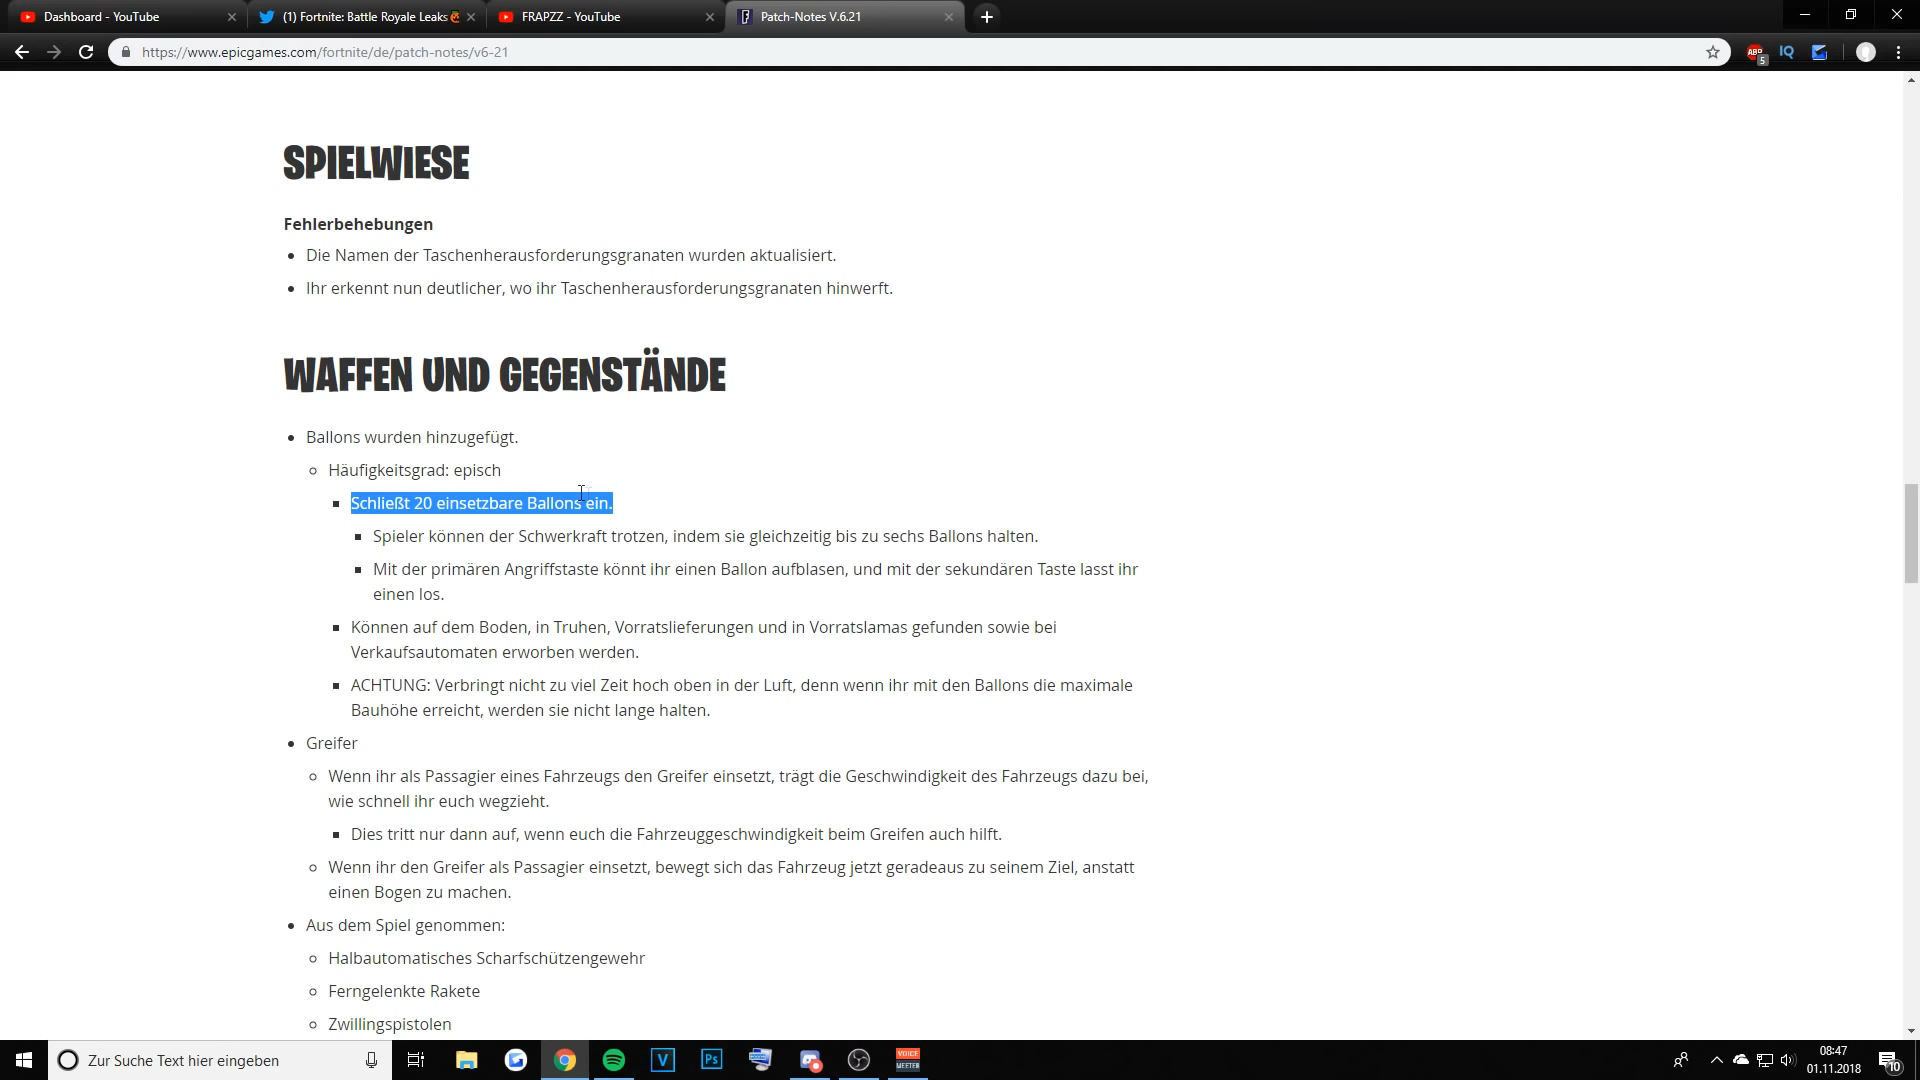 Dashboard - YouTube
(1) Fortnite: Battle Royale Leaks
FRAPZZ - YouTube
Patch-Notes V.6.21
https://www.epicgames.com/fortnite/de/patch-notes/v6-21
ABP
5
IQ
SPIELWIESE
Fehlerbehebungen
Die Namen der Taschenherausforderungsgranaten wurden aktualisiert.
Ihr erkennt nun deutlicher, wo ihr Taschenherausforderungsgranaten hinwerft.
WAFFEN UND GEGENSTÄNDE
Ballons wurden hinzugefügt.
Häufigkeitsgrad: episch
Schließt 20 einsetzbare Ballons ein.
Spieler können der Schwerkraft trotzen, indem sie gleichzeitig bis zu sechs Ballons halten.
Mit der primären Angriffstaste könnt ihr einen Ballon aufblasen, und mit der sekundären Taste lasst ihr
einen los.
Können auf dem Boden, in Truhen, Vorratslieferungen und in Vorratslamas gefunden sowie bei
Verkaufsautomaten erworben werden.
ACHTUNG: Verbringt nicht zu viel Zeit hoch oben in der Luft, denn wenn ihr mit den Ballons die maximale
Bauhöhe erreicht, werden sie nicht lange halten.
Greifer
Wenn ihr als Passagier eines Fahrzeugs den Greifer einsetzt, trägt die Geschwindigkeit des Fahrzeugs dazu bei,
wie schnell ihr euch wegzieht.
Dies tritt nur dann auf, wenn euch die Fahrzeuggeschwindigkeit beim Greifen auch hilft.
Wenn ihr den Greifer als Passagier einsetzt, bewegt sich das Fahrzeug jetzt geradeaus zu seinem Ziel, anstatt
einen Bogen zu machen.
Aus dem Spiel genommen:
Halbautomatisches Scharfschützengewehr
Ferngelenkte Rakete
Zwillingspistolen
Zur Suche Text hier eingeben
V
Ps
VOICE
MEETER
08:47
01.11.2018
10